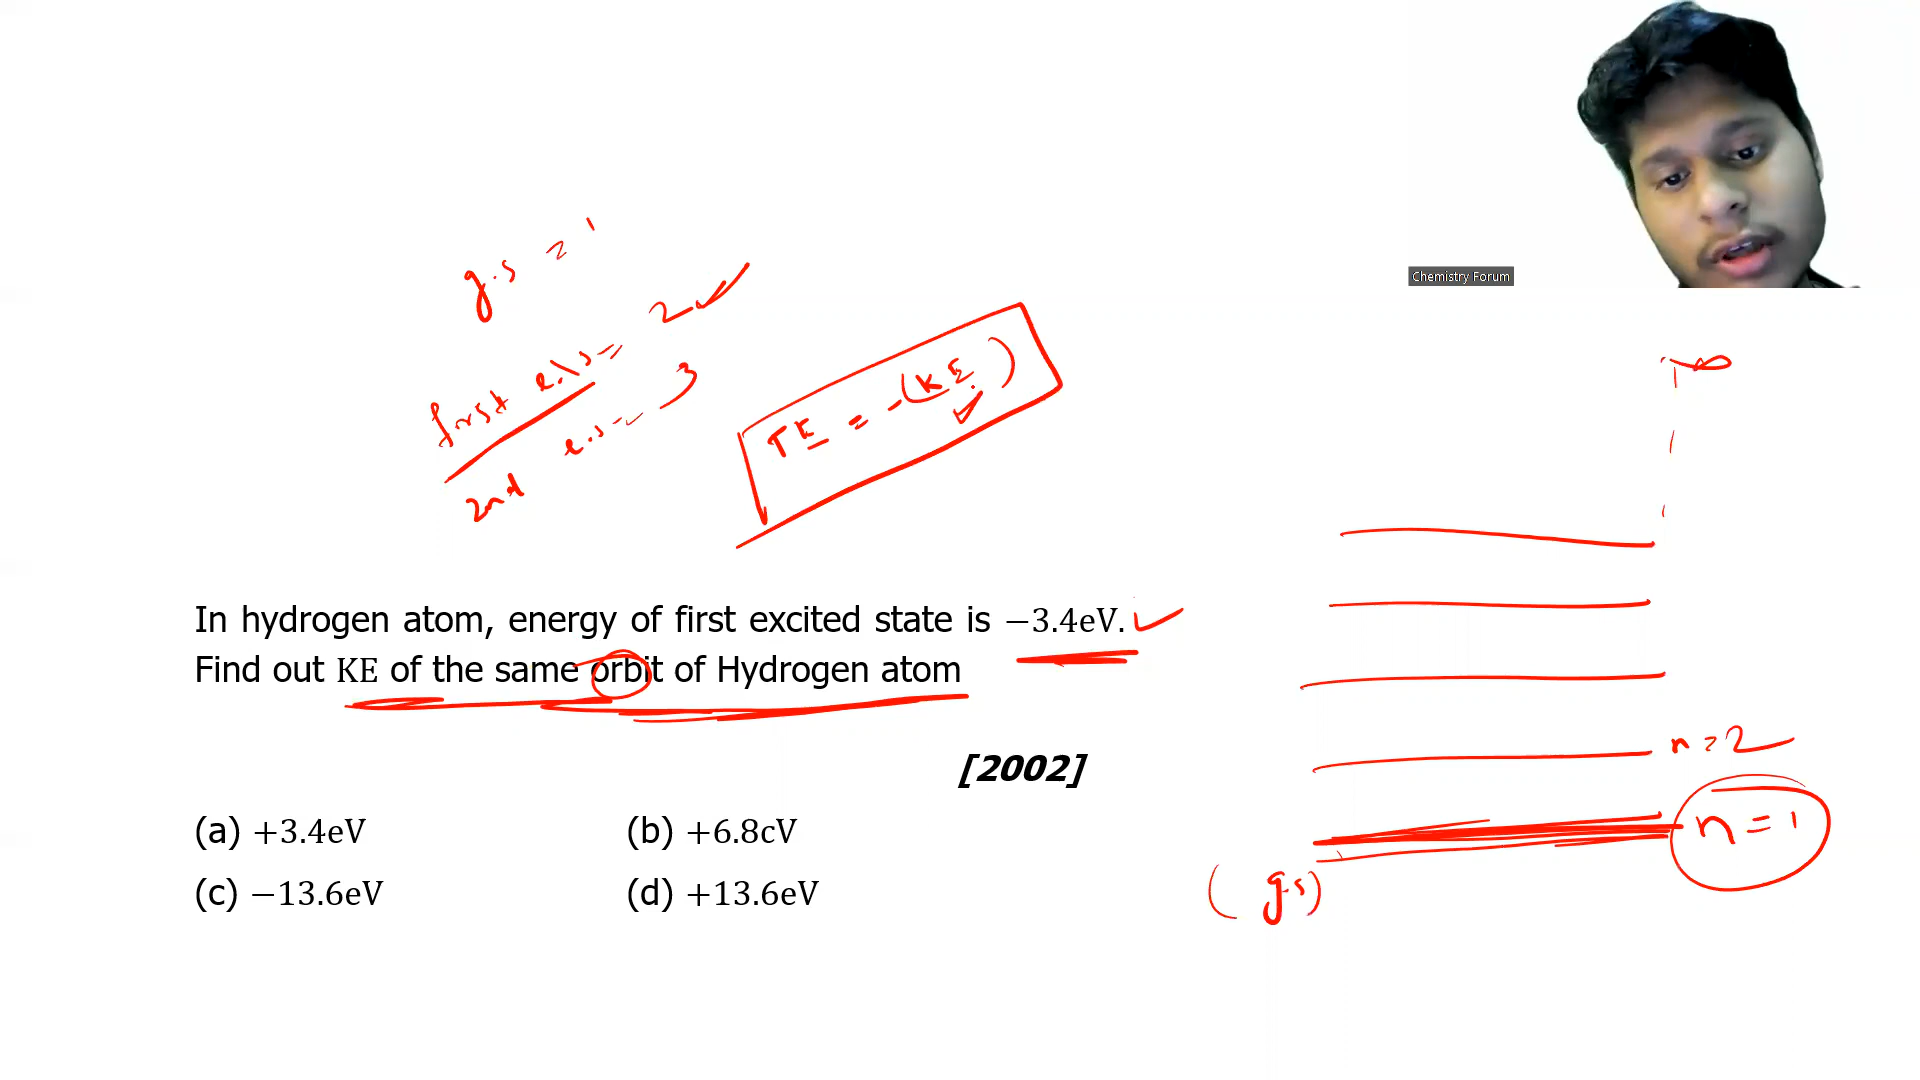 g.s = 1
first e.s = 2
2nd e.s = 3
TE = -(KE)
Chemistry Forum
∞
In hydrogen atom, energy of first excited state is −3.4eV.
Find out KE of the same orbit of Hydrogen atom
[2002]
(a) +3.4eV (b) +6.8cV
(c) −13.6eV (d) +13.6eV
n = 2
n = 1
(g.s)